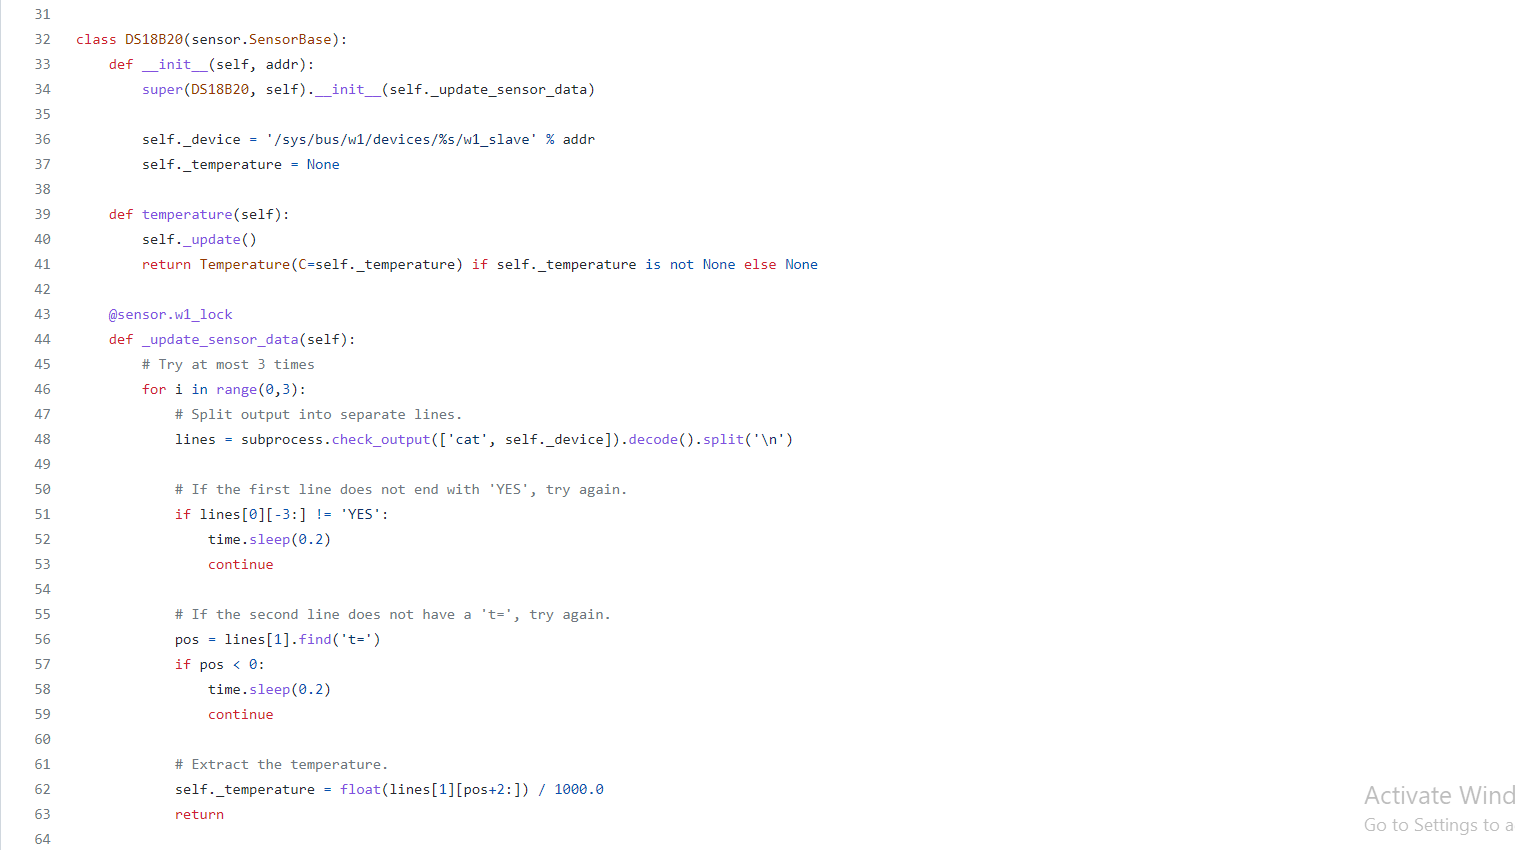 31
32 class DS18B20(sensor.SensorBase):
33     def __init__(self, addr):
34         super(DS18B20, self).__init__(self._update_sensor_data)
35
36         self._device = '/sys/bus/w1/devices/%s/w1_slave' % addr
37         self._temperature = None
38
39     def temperature(self):
40         self._update()
41         return Temperature(C=self._temperature) if self._temperature is not None else None
42
43     @sensor.w1_lock
44     def _update_sensor_data(self):
45         # Try at most 3 times
46         for i in range(0,3):
47             # Split output into separate lines.
48             lines = subprocess.check_output(['cat', self._device]).decode().split('\n')
49
50             # If the first line does not end with 'YES', try again.
51             if lines[0][-3:] != 'YES':
52                 time.sleep(0.2)
53                 continue
54
55             # If the second line does not have a 't=', try again.
56             pos = lines[1].find('t=')
57             if pos < 0:
58                 time.sleep(0.2)
59                 continue
60
61             # Extract the temperature.
62             self._temperature = float(lines[1][pos+2:]) / 1000.0
63             return
64
Activate Wind
Go to Settings to a